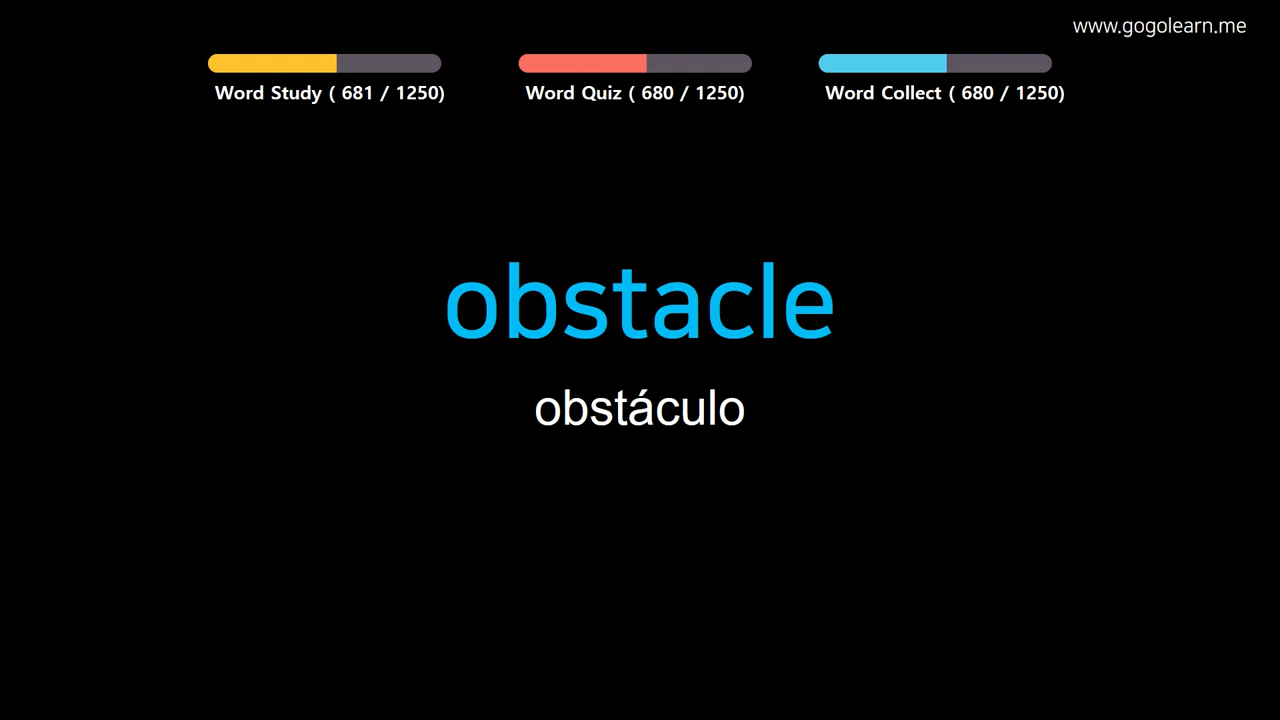 www.gogolearn.me
Word Study ( 681 / 1250)
Word Quiz ( 680 / 1250)
Word Collect ( 680 / 1250)
obstacle
obstáculo